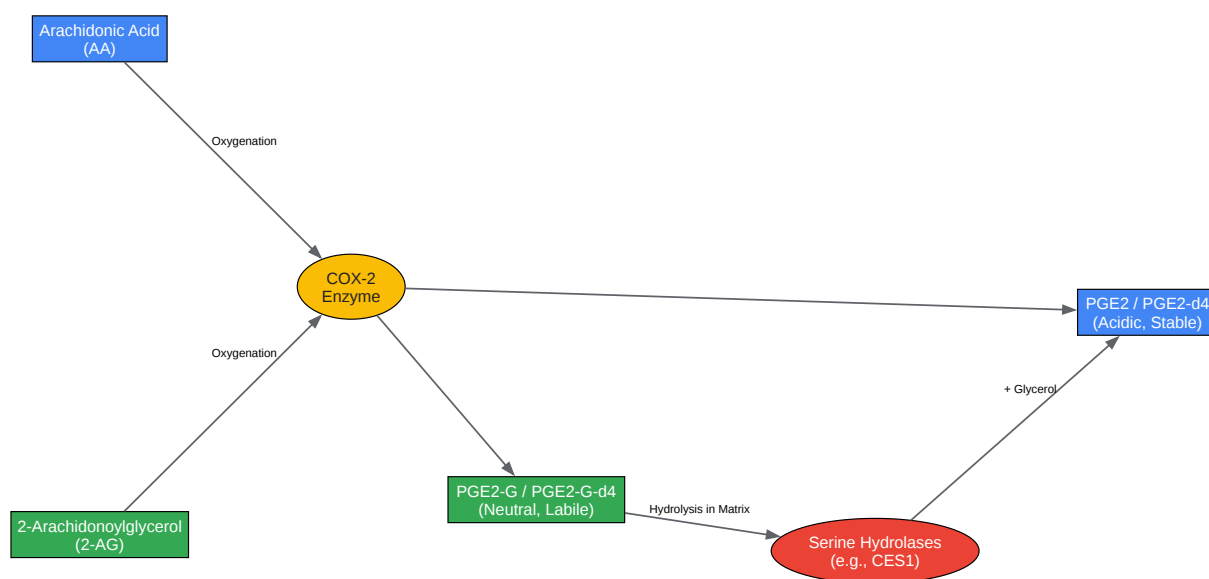 Arachidonic Acid
(AA)
Oxygenation
COX-2
Enzyme
PGE2 / PGE2-d4
(Acidic, Stable)
Oxygenation
+ Glycerol
PGE2-G / PGE2-G-d4
(Neutral, Labile)
Hydrolysis in Matrix
2-Arachidonoylglycerol
(2-AG)
Serine Hydrolases
(e.g., CES1)